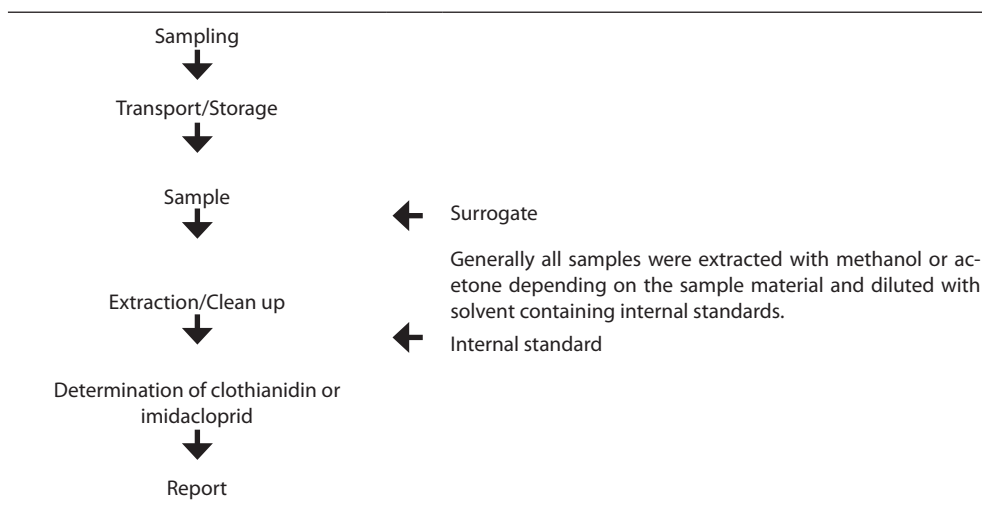 Sampling
Transport/Storage
Sample
Surrogate
Generally all samples were extracted with methanol or ac-
etone depending on the sample material and diluted with
solvent containing internal standards.
Extraction/Clean up
Internal standard
Determination of clothianidin or
imidacloprid
Report